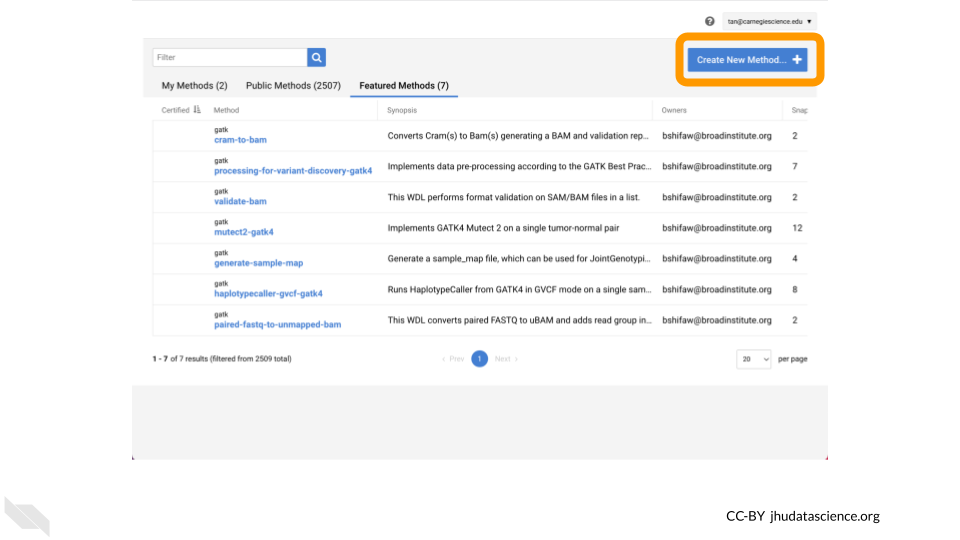 tan@carnegiescience.edu ▼
Filter
Create New Method... +
My Methods (2) Public Methods (2507) Featured Methods (7)
Certified Method Synopsis Owners Snap
gatk
cram-to-bam Converts Cram(s) to Bam(s) generating a BAM and validation rep... bshifaw@broadinstitute.org 2
gatk
processing-for-variant-discovery-gatk4 Implements data pre-processing according to the GATK Best Prac... bshifaw@broadinstitute.org 7
gatk
validate-bam This WDL performs format validation on SAM/BAM files in a list. bshifaw@broadinstitute.org 2
gatk
mutect2-gatk4 Implements GATK4 Mutect 2 on a single tumor-normal pair bshifaw@broadinstitute.org 12
gatk
generate-sample-map Generate a sample_map file, which can be used for JointGenotypi... bshifaw@broadinstitute.org 4
gatk
haplotypecaller-gvcf-gatk4 Runs HaplotypeCaller from GATK4 in GVCF mode on a single sam... bshifaw@broadinstitute.org 8
gatk
paired-fastq-to-unmapped-bam This WDL converts paired FASTQ to uBAM and adds read group in... bshifaw@broadinstitute.org 2
1 - 7 of 7 results (filtered from 2509 total) ‹ Prev 1 Next › 20 per page
CC-BY jhudatascience.org